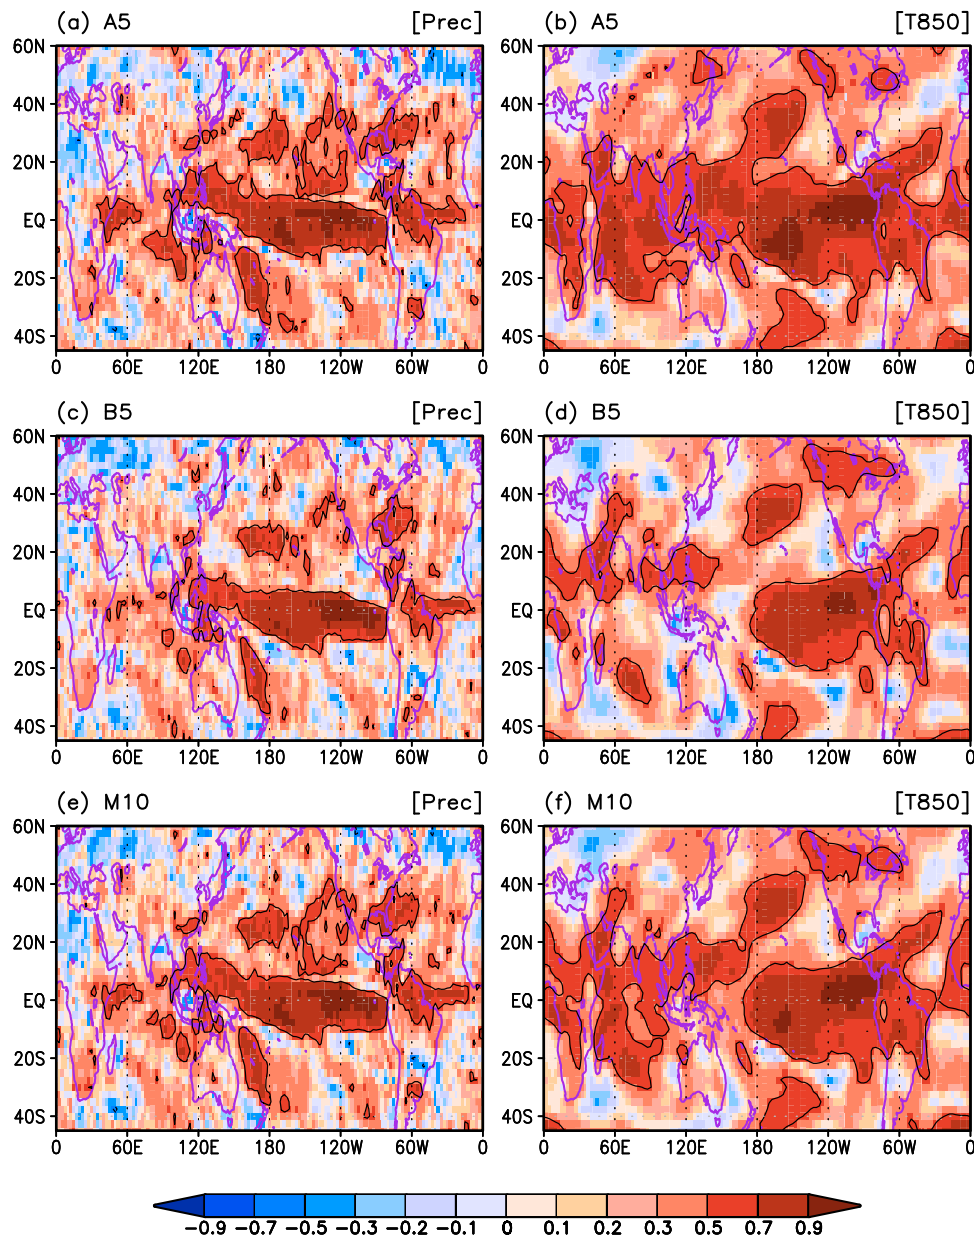 (a) A5 [Prec] (b) A5 [T850]
60N 60N
40N 40N
20N 20N
EQ EQ
20S 20S
40S 40S
0 60E 120E 180 120W 60W 0 0 60E 120E 180 120W 60W 0
(c) B5 [Prec] (d) B5 [T850]
60N 60N
40N 40N
20N 20N
EQ EQ
20S 20S
40S 40S
0 60E 120E 180 120W 60W 0 0 60E 120E 180 120W 60W 0
(e) M10 [Prec] (f) M10 [T850]
60N 60N
40N 40N
20N 20N
EQ EQ
20S 20S
40S 40S
0 60E 120E 180 120W 60W 0 0 60E 120E 180 120W 60W 0
−0.9 −0.7 −0.5 −0.3 −0.2 −0.1 0 0.1 0.2 0.3 0.5 0.7 0.9